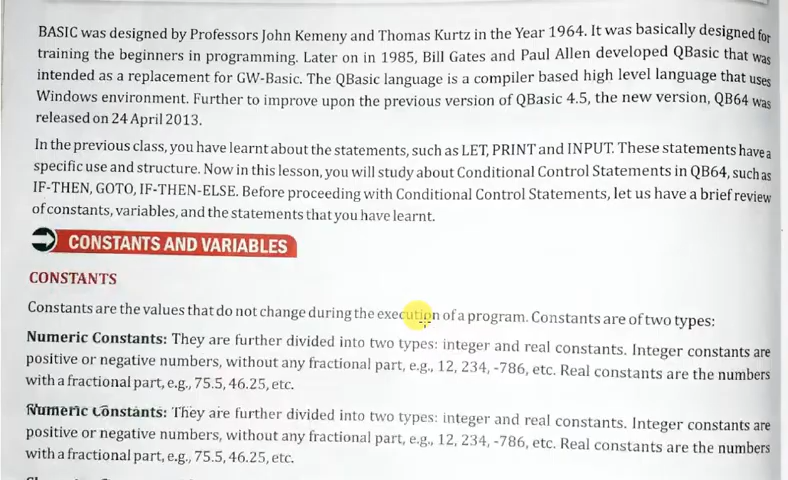 BASIC was designed by Professors John Kemeny and Thomas Kurtz in the Year 1964. It was basically designed for
training the beginners in programming. Later on in 1985, Bill Gates and Paul Allen developed QBasic that was
intended as a replacement for GW-Basic. The QBasic language is a compiler based high level language that uses
Windows environment. Further to improve upon the previous version of QBasic 4.5, the new version, QB64 was
released on 24 April 2013.
In the previous class, you have learnt about the statements, such as LET, PRINT and INPUT. These statements have a
specific use and structure. Now in this lesson, you will study about Conditional Control Statements in QB64, such as
IF-THEN, GOTO, IF-THEN-ELSE. Before proceeding with Conditional Control Statements, let us have a brief review
of constants, variables, and the statements that you have learnt.
CONSTANTS AND VARIABLES
CONSTANTS
Constants are the values that do not change during the execution of a program. Constants are of two types:
Numeric Constants: They are further divided into two types: integer and real constants. Integer constants are
positive or negative numbers, without any fractional part, e.g., 12, 234, -786, etc. Real constants are the numbers
with a fractional part, e.g., 75.5, 46.25, etc.
Numeric Constants: They are further divided into two types: integer and real constants. Integer constants are
positive or negative numbers, without any fractional part, e.g., 12, 234, -786, etc. Real constants are the numbers
with a fractional part, e.g., 75.5, 46.25, etc.